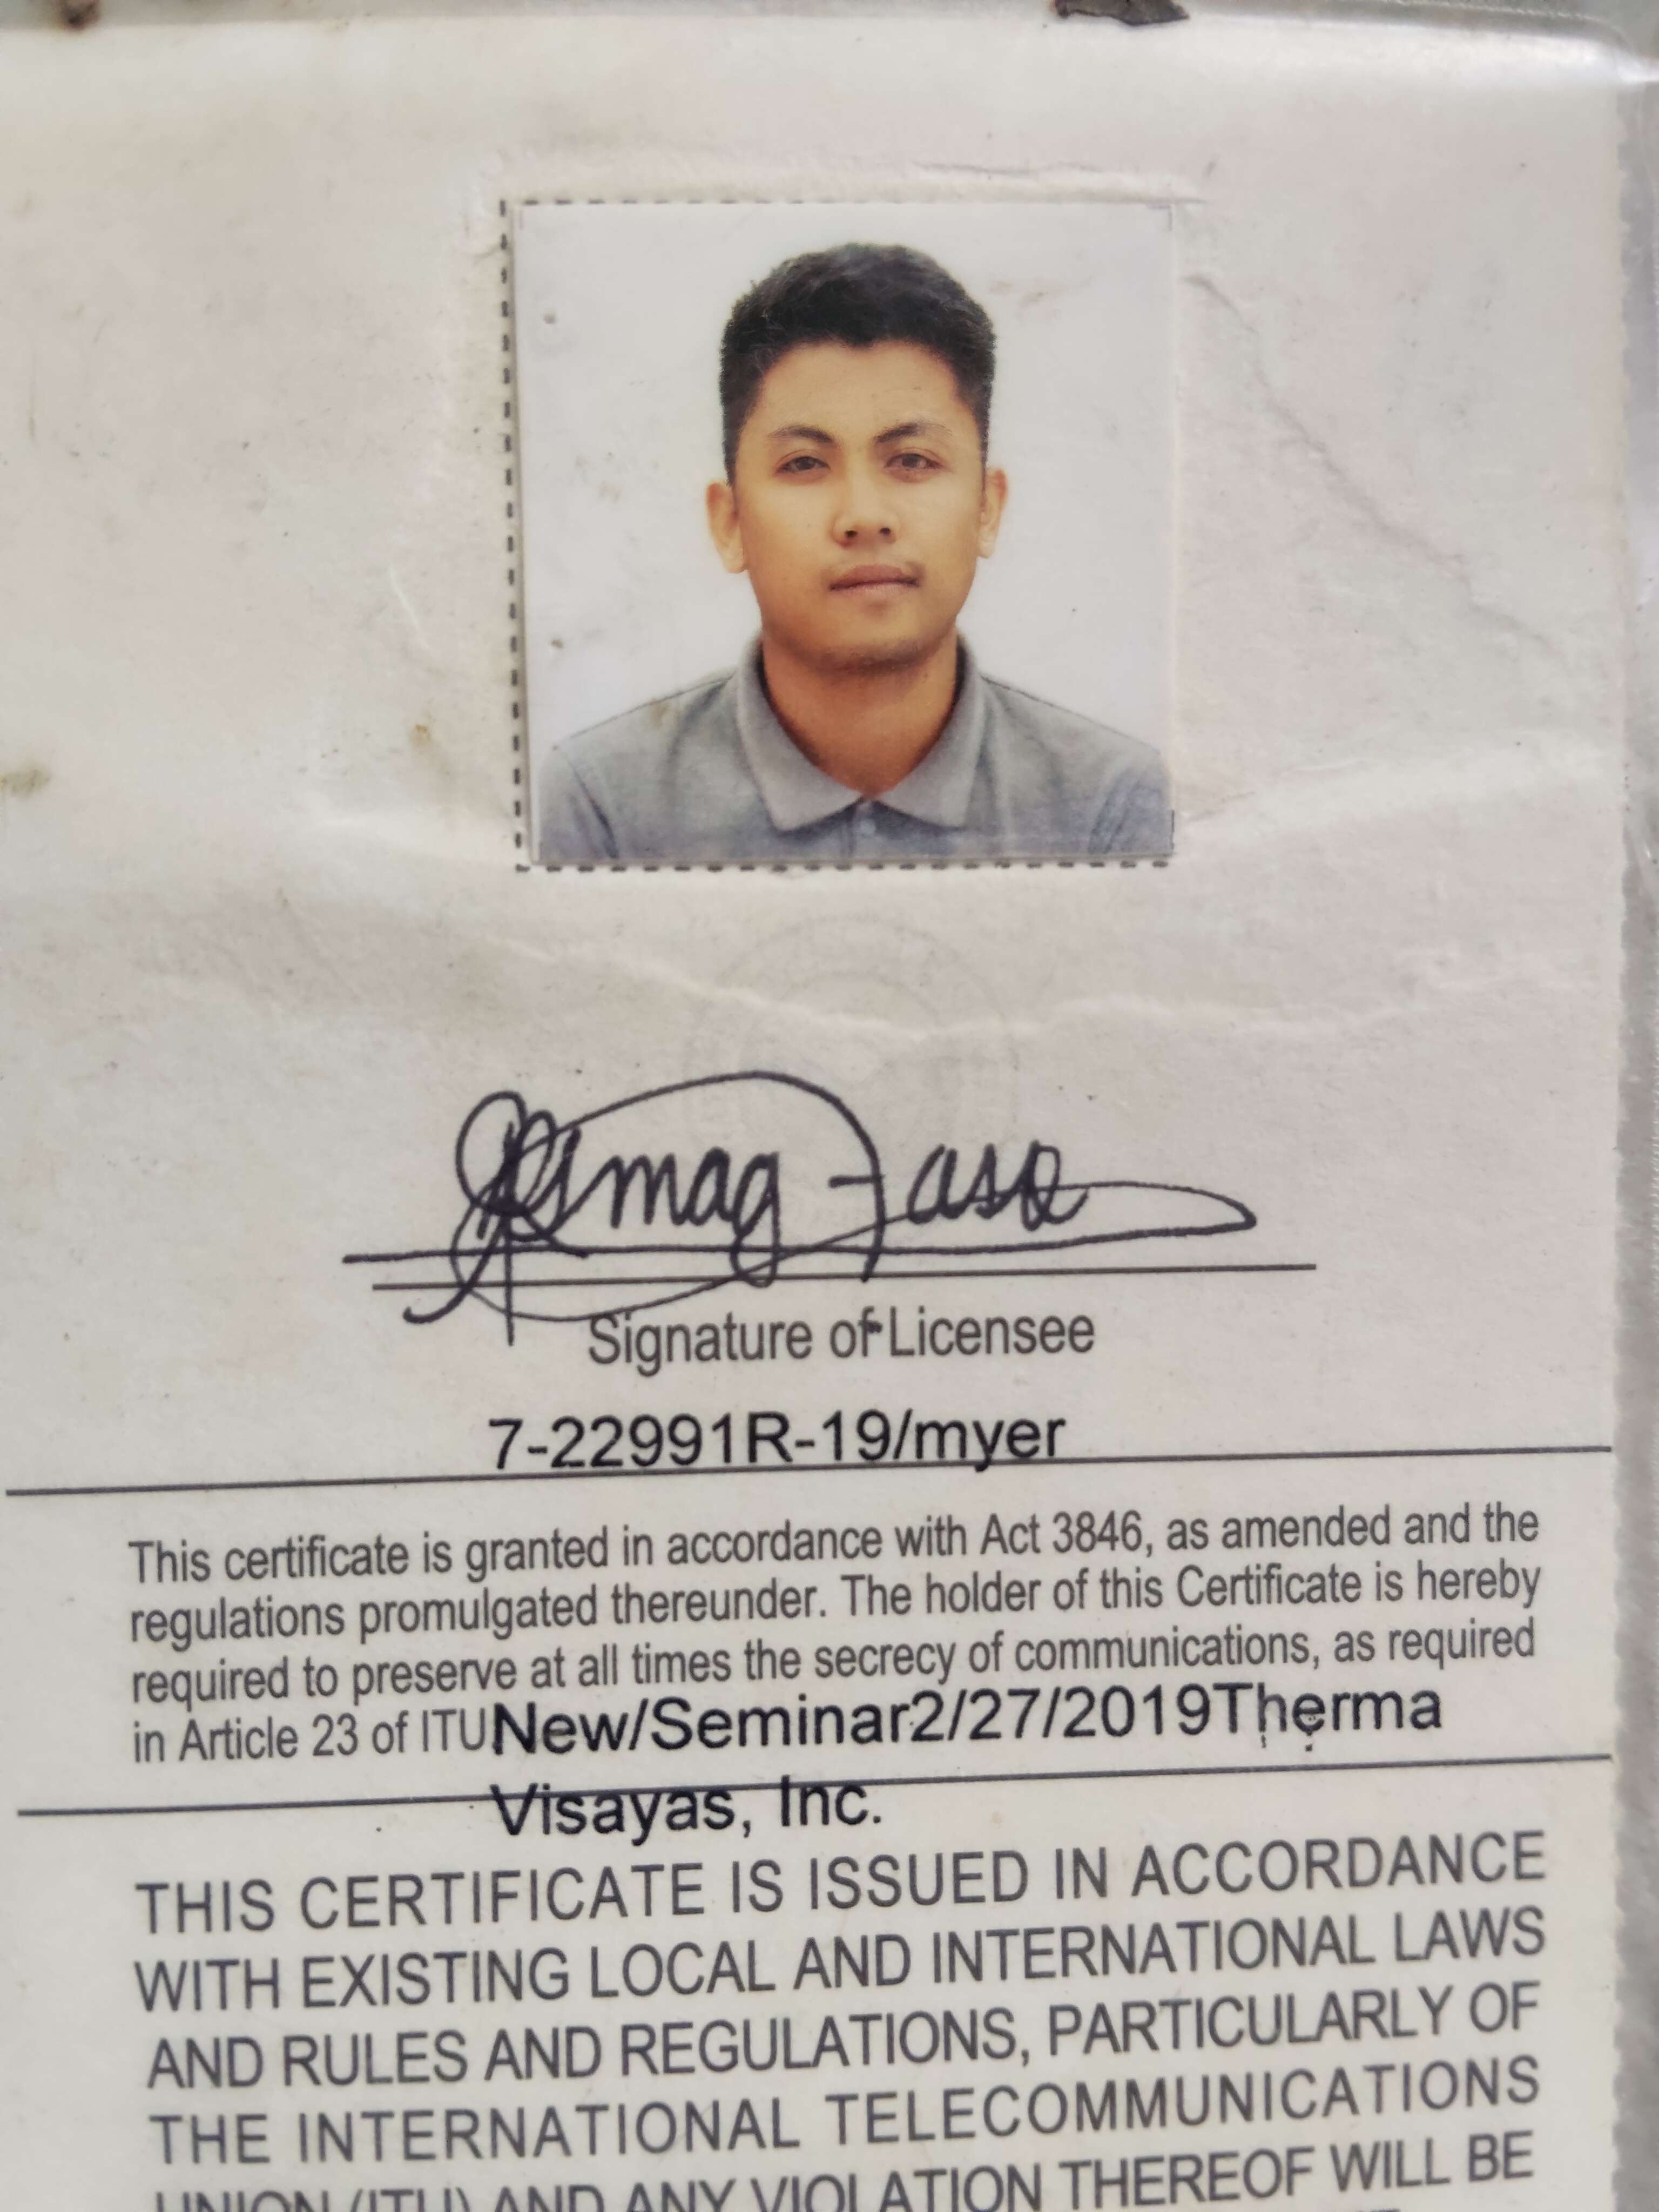 Signature of Licensee
7-22991R-19/myer
This certificate is granted in accordance with Act 3846, as amended and the
regulations promulgated thereunder. The holder of this Certificate is hereby
required to preserve at all times the secrecy of communications, as required
in Article 23 of ITU New/Seminar2/27/2019Therma
Visayas, Inc.
THIS CERTIFICATE IS ISSUED IN ACCORDANCE
WITH EXISTING LOCAL AND INTERNATIONAL LAWS
AND RULES AND REGULATIONS, PARTICULARLY OF
THE INTERNATIONAL TELECOMMUNICATIONS
UNION (ITU) AND ANY VIOLATION THEREOF WILL BE